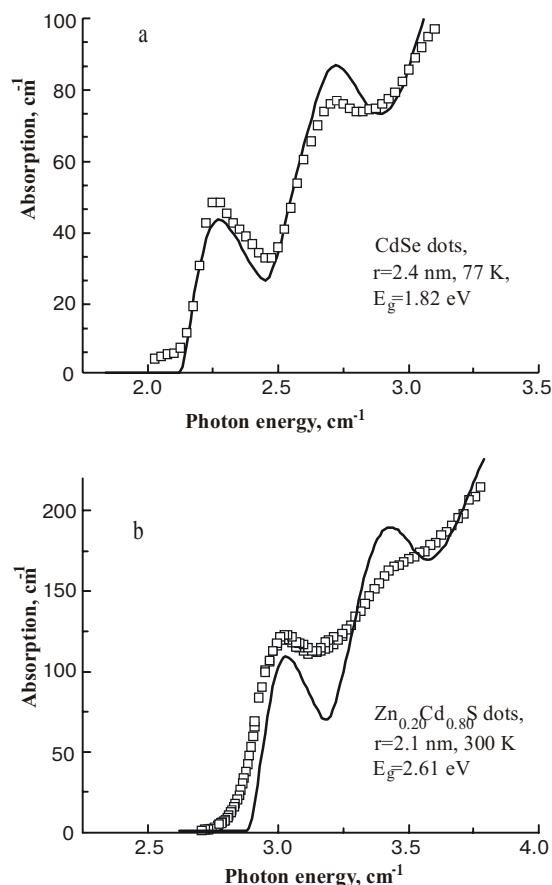 a
100
80
60
40
20
0
Absorption, cm-1
CdSe dots,
r=2.4 nm, 77 K,
Eg=1.82 eV
2.0 2.5 3.0 3.5
Photon energy, cm-1
b
200
150
100
50
0
Absorption, cm-1
Zn0.20Cd0.80S dots,
r=2.1 nm, 300 K
Eg=2.61 eV
2.5 3.0 3.5 4.0
Photon energy, cm-1